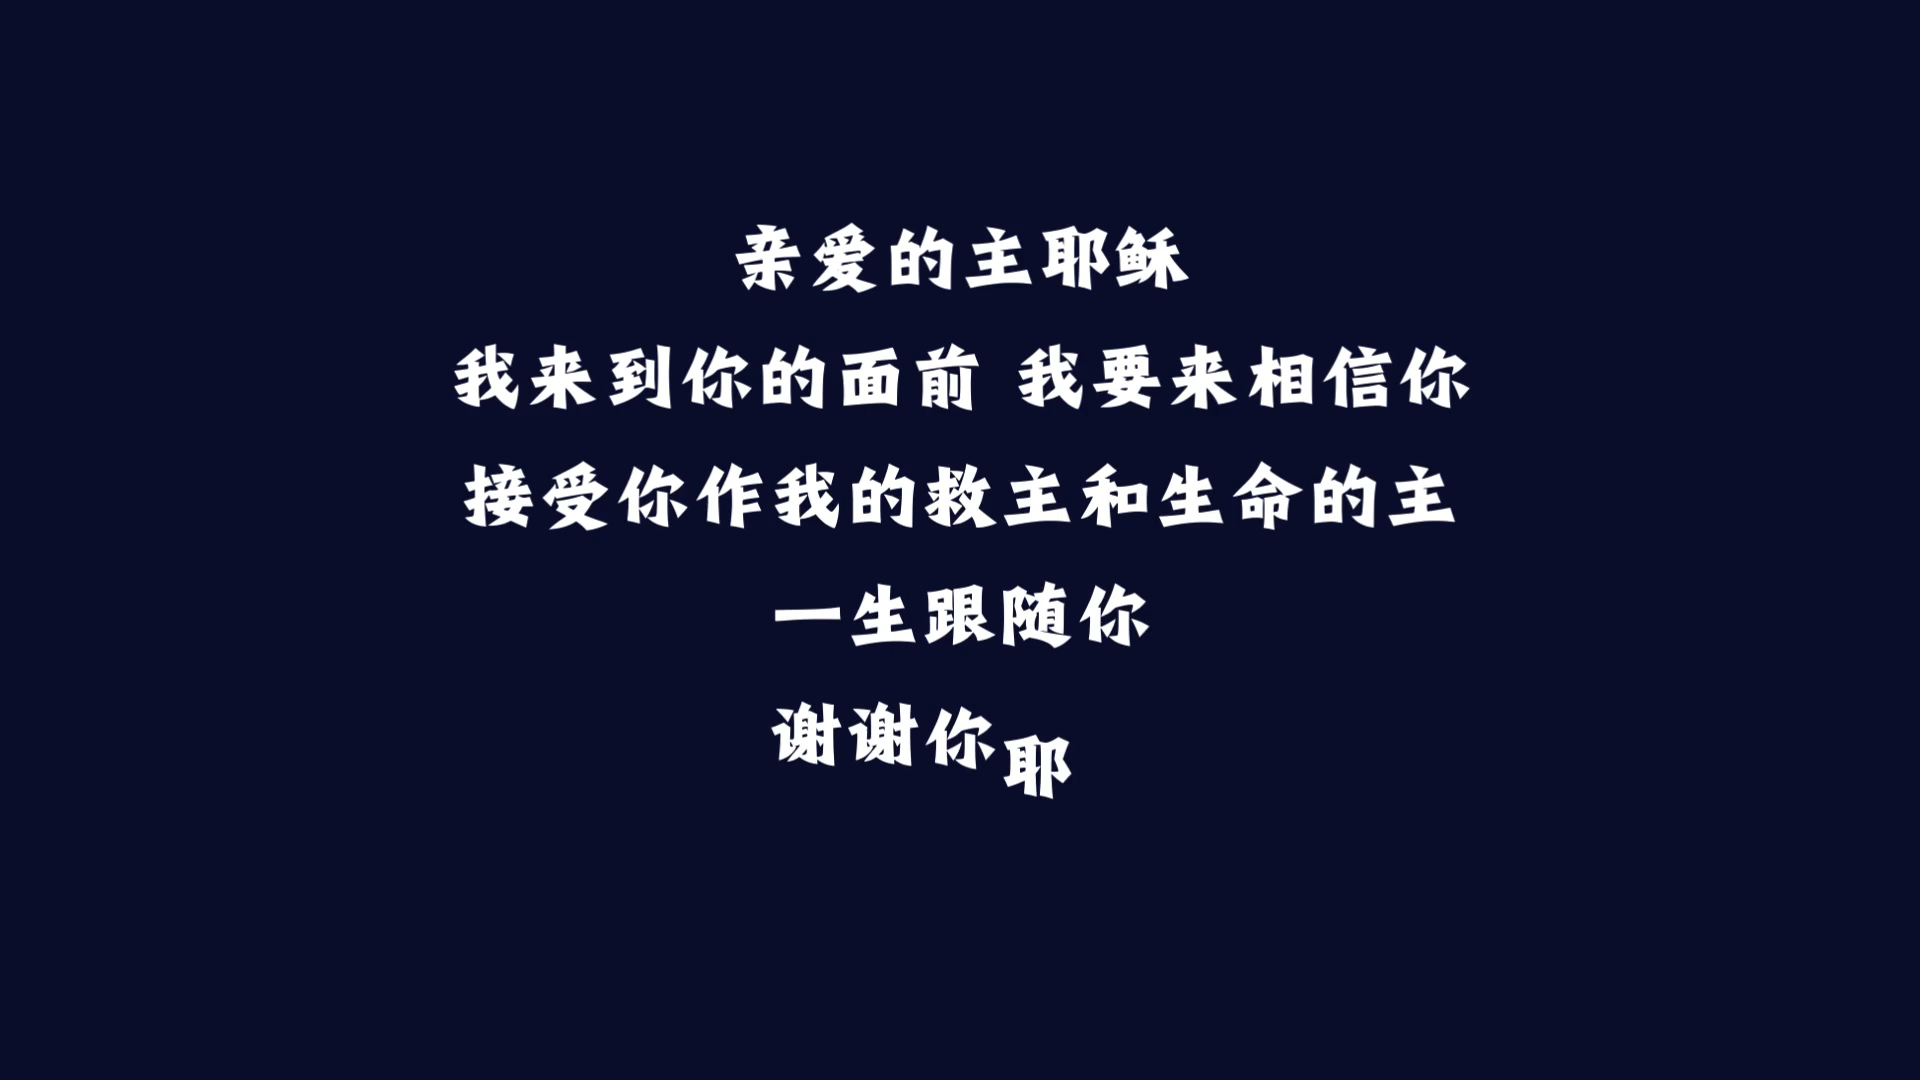 亲爱的主耶稣
我来到你的面前 我要来相信你
接受你作我的救主和生命的主
一生跟随你
谢谢你耶